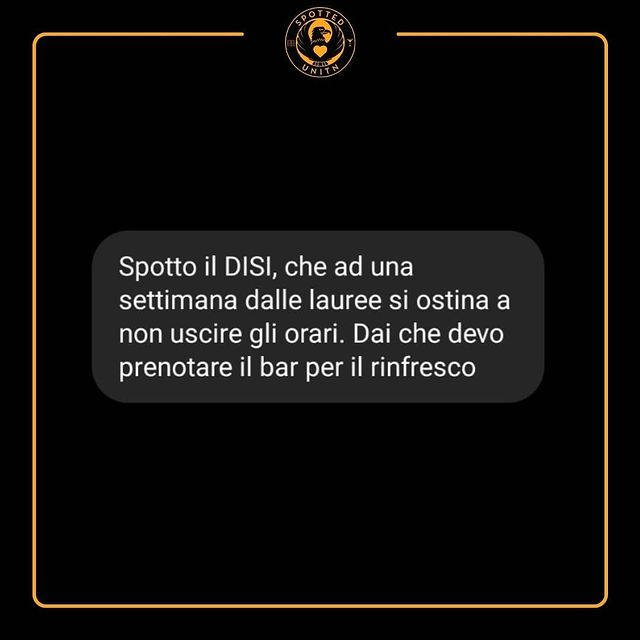 SPOTTED
UNITN
Spotto il DISI, che ad una
settimana dalle lauree si ostina a
non uscire gli orari. Dai che devo
prenotare il bar per il rinfresco